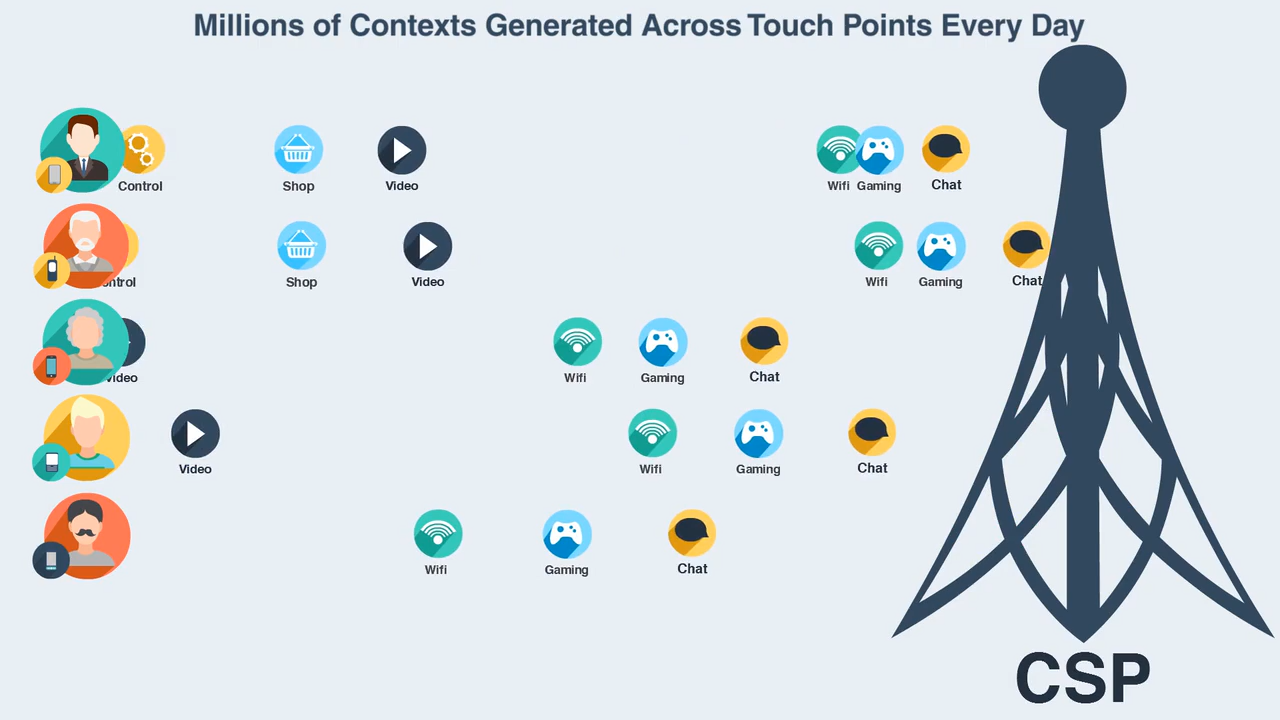 Millions of Contexts Generated Across Touch Points Every Day
Control Shop Video Wifi Gaming Chat
ntrol Shop Video Wifi Gaming Chat
Video Wifi Gaming Chat
Video Wifi Gaming Chat
Wifi Gaming Chat
CSP